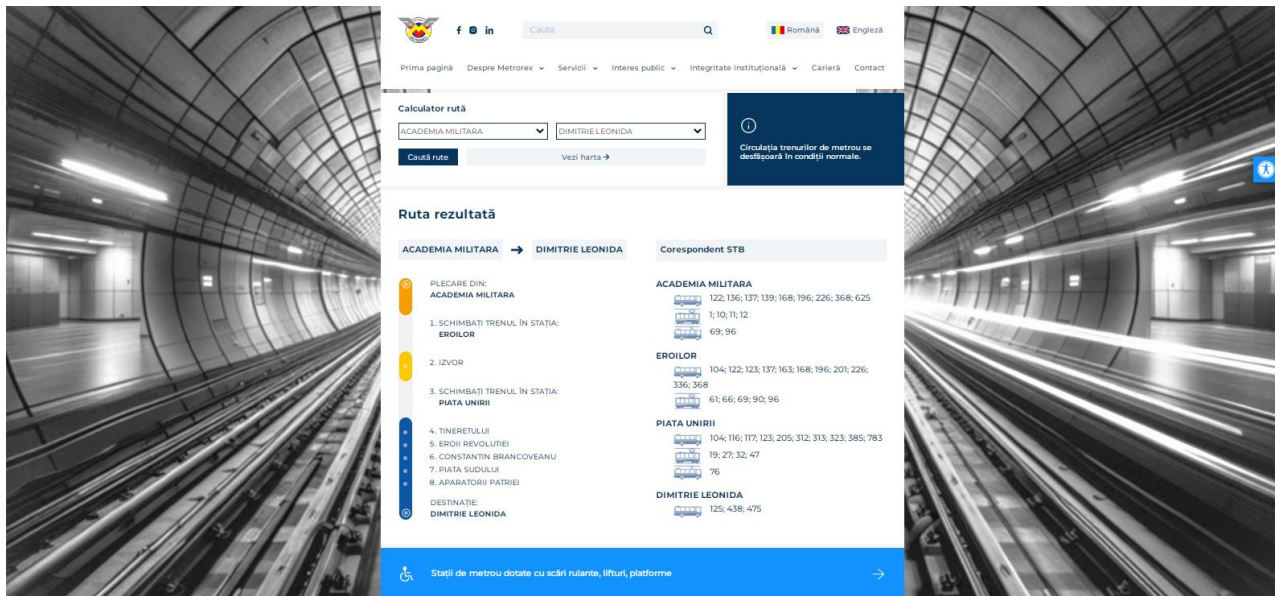 Caută
Română
Engleză
Prima pagină
Despre Metrorex
Servicii
Interes public
Integritate instituțională
Carieră
Contact
Calculator rută
ACADEMIA MILITARA
DIMITRIE LEONIDA
Caută rute
Vezi harta
Circulația trenurilor de metrou se
desfășoară în condiții normale.
Ruta rezultată
ACADEMIA MILITARA
DIMITRIE LEONIDA
PLECARE DIN:
ACADEMIA MILITARA
1. SCHIMBAȚI TRENUL ÎN STAȚIA:
EROILOR
2. IZVOR
3. SCHIMBAȚI TRENUL ÎN STAȚIA:
PIATA UNIRII
4. TINERETULUI
5. EROII REVOLUTIEI
6. CONSTANTIN BRANCOVEANU
7. PIATA SUDULUI
8. APARATORII PATRIEI
DESTINAȚIE:
DIMITRIE LEONIDA
Corespondent STB
ACADEMIA MILITARA
122; 136; 137; 139; 168; 196; 226; 368; 625
1; 10; 11; 12
69; 96
EROILOR
104; 122; 123; 137; 163; 168; 196; 201; 226;
336; 368
61; 66; 69; 90; 96
PIATA UNIRII
104; 116; 117; 123; 205; 312; 313; 323; 385; 783
19; 27; 32; 47
76
DIMITRIE LEONIDA
125; 438; 475
Stații de metrou dotate cu scări rulante, lifturi, platforme